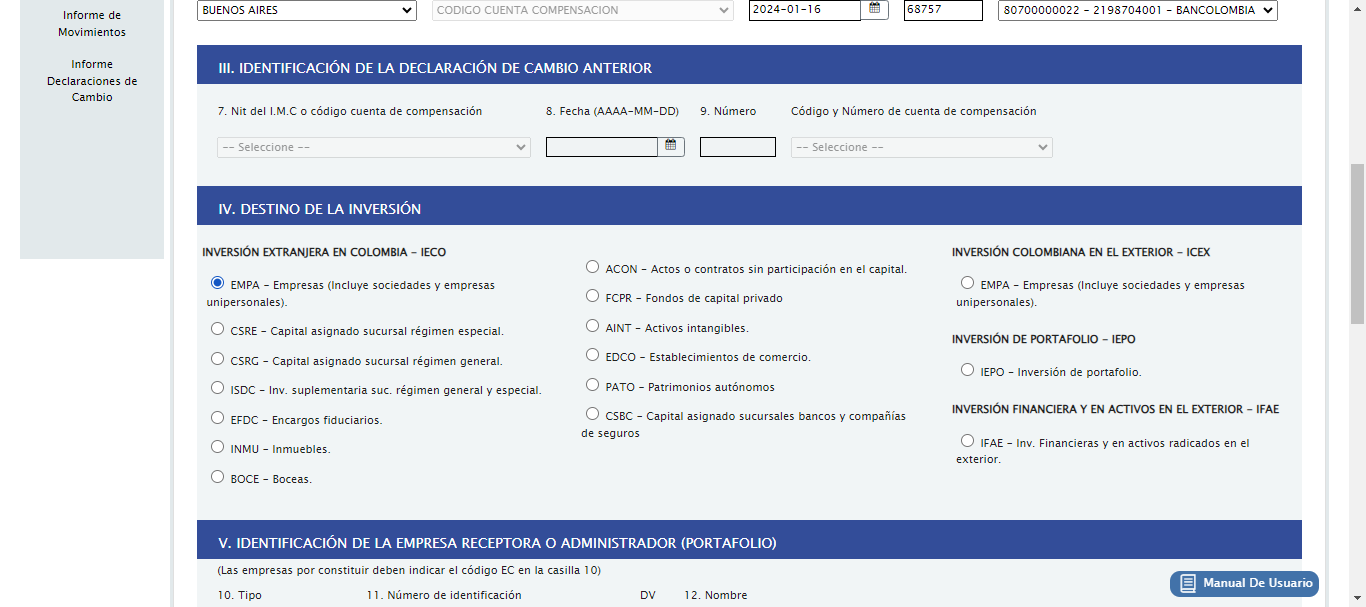 Informe de
Movimientos
Informe
Declaraciones de
Cambio
BUENOS AIRES
CODIGO CUENTA COMPENSACION
2024-01-16
68757
80700000022 - 2198704001 - BANCOLOMBIA
III. IDENTIFICACIÓN DE LA DECLARACIÓN DE CAMBIO ANTERIOR
7. Nit del I.M.C o código cuenta de compensación
8. Fecha (AAAA-MM-DD)
9. Número
Código y Número de cuenta de compensación
-- Seleccione --
-- Seleccione --
IV. DESTINO DE LA INVERSIÓN
INVERSIÓN EXTRANJERA EN COLOMBIA - IECO
EMPA - Empresas (Incluye sociedades y empresas
unipersonales).
CSRE - Capital asignado sucursal régimen especial.
CSRG - Capital asignado sucursal régimen general.
ISDC - Inv. suplementaria suc. régimen general y especial.
EFDC - Encargos fiduciarios.
INMU - Inmuebles.
BOCE - Boceas.
ACON - Actos o contratos sin participación en el capital.
FCPR - Fondos de capital privado
AINT - Activos intangibles.
EDCO - Establecimientos de comercio.
PATO - Patrimonios autónomos
CSBC - Capital asignado sucursales bancos y compañías
de seguros
INVERSIÓN COLOMBIANA EN EL EXTERIOR - ICEX
EMPA - Empresas (Incluye sociedades y empresas
unipersonales).
INVERSIÓN DE PORTAFOLIO - IEPO
IEPO - Inversión de portafolio.
INVERSIÓN FINANCIERA Y EN ACTIVOS EN EL EXTERIOR - IFAE
IFAE - Inv. Financieras y en activos radicados en el
exterior.
V. IDENTIFICACIÓN DE LA EMPRESA RECEPTORA O ADMINISTRADOR (PORTAFOLIO)
(Las empresas por constituir deben indicar el código EC en la casilla 10)
10. Tipo
11. Número de identificación
DV
12. Nombre
Manual De Usuario